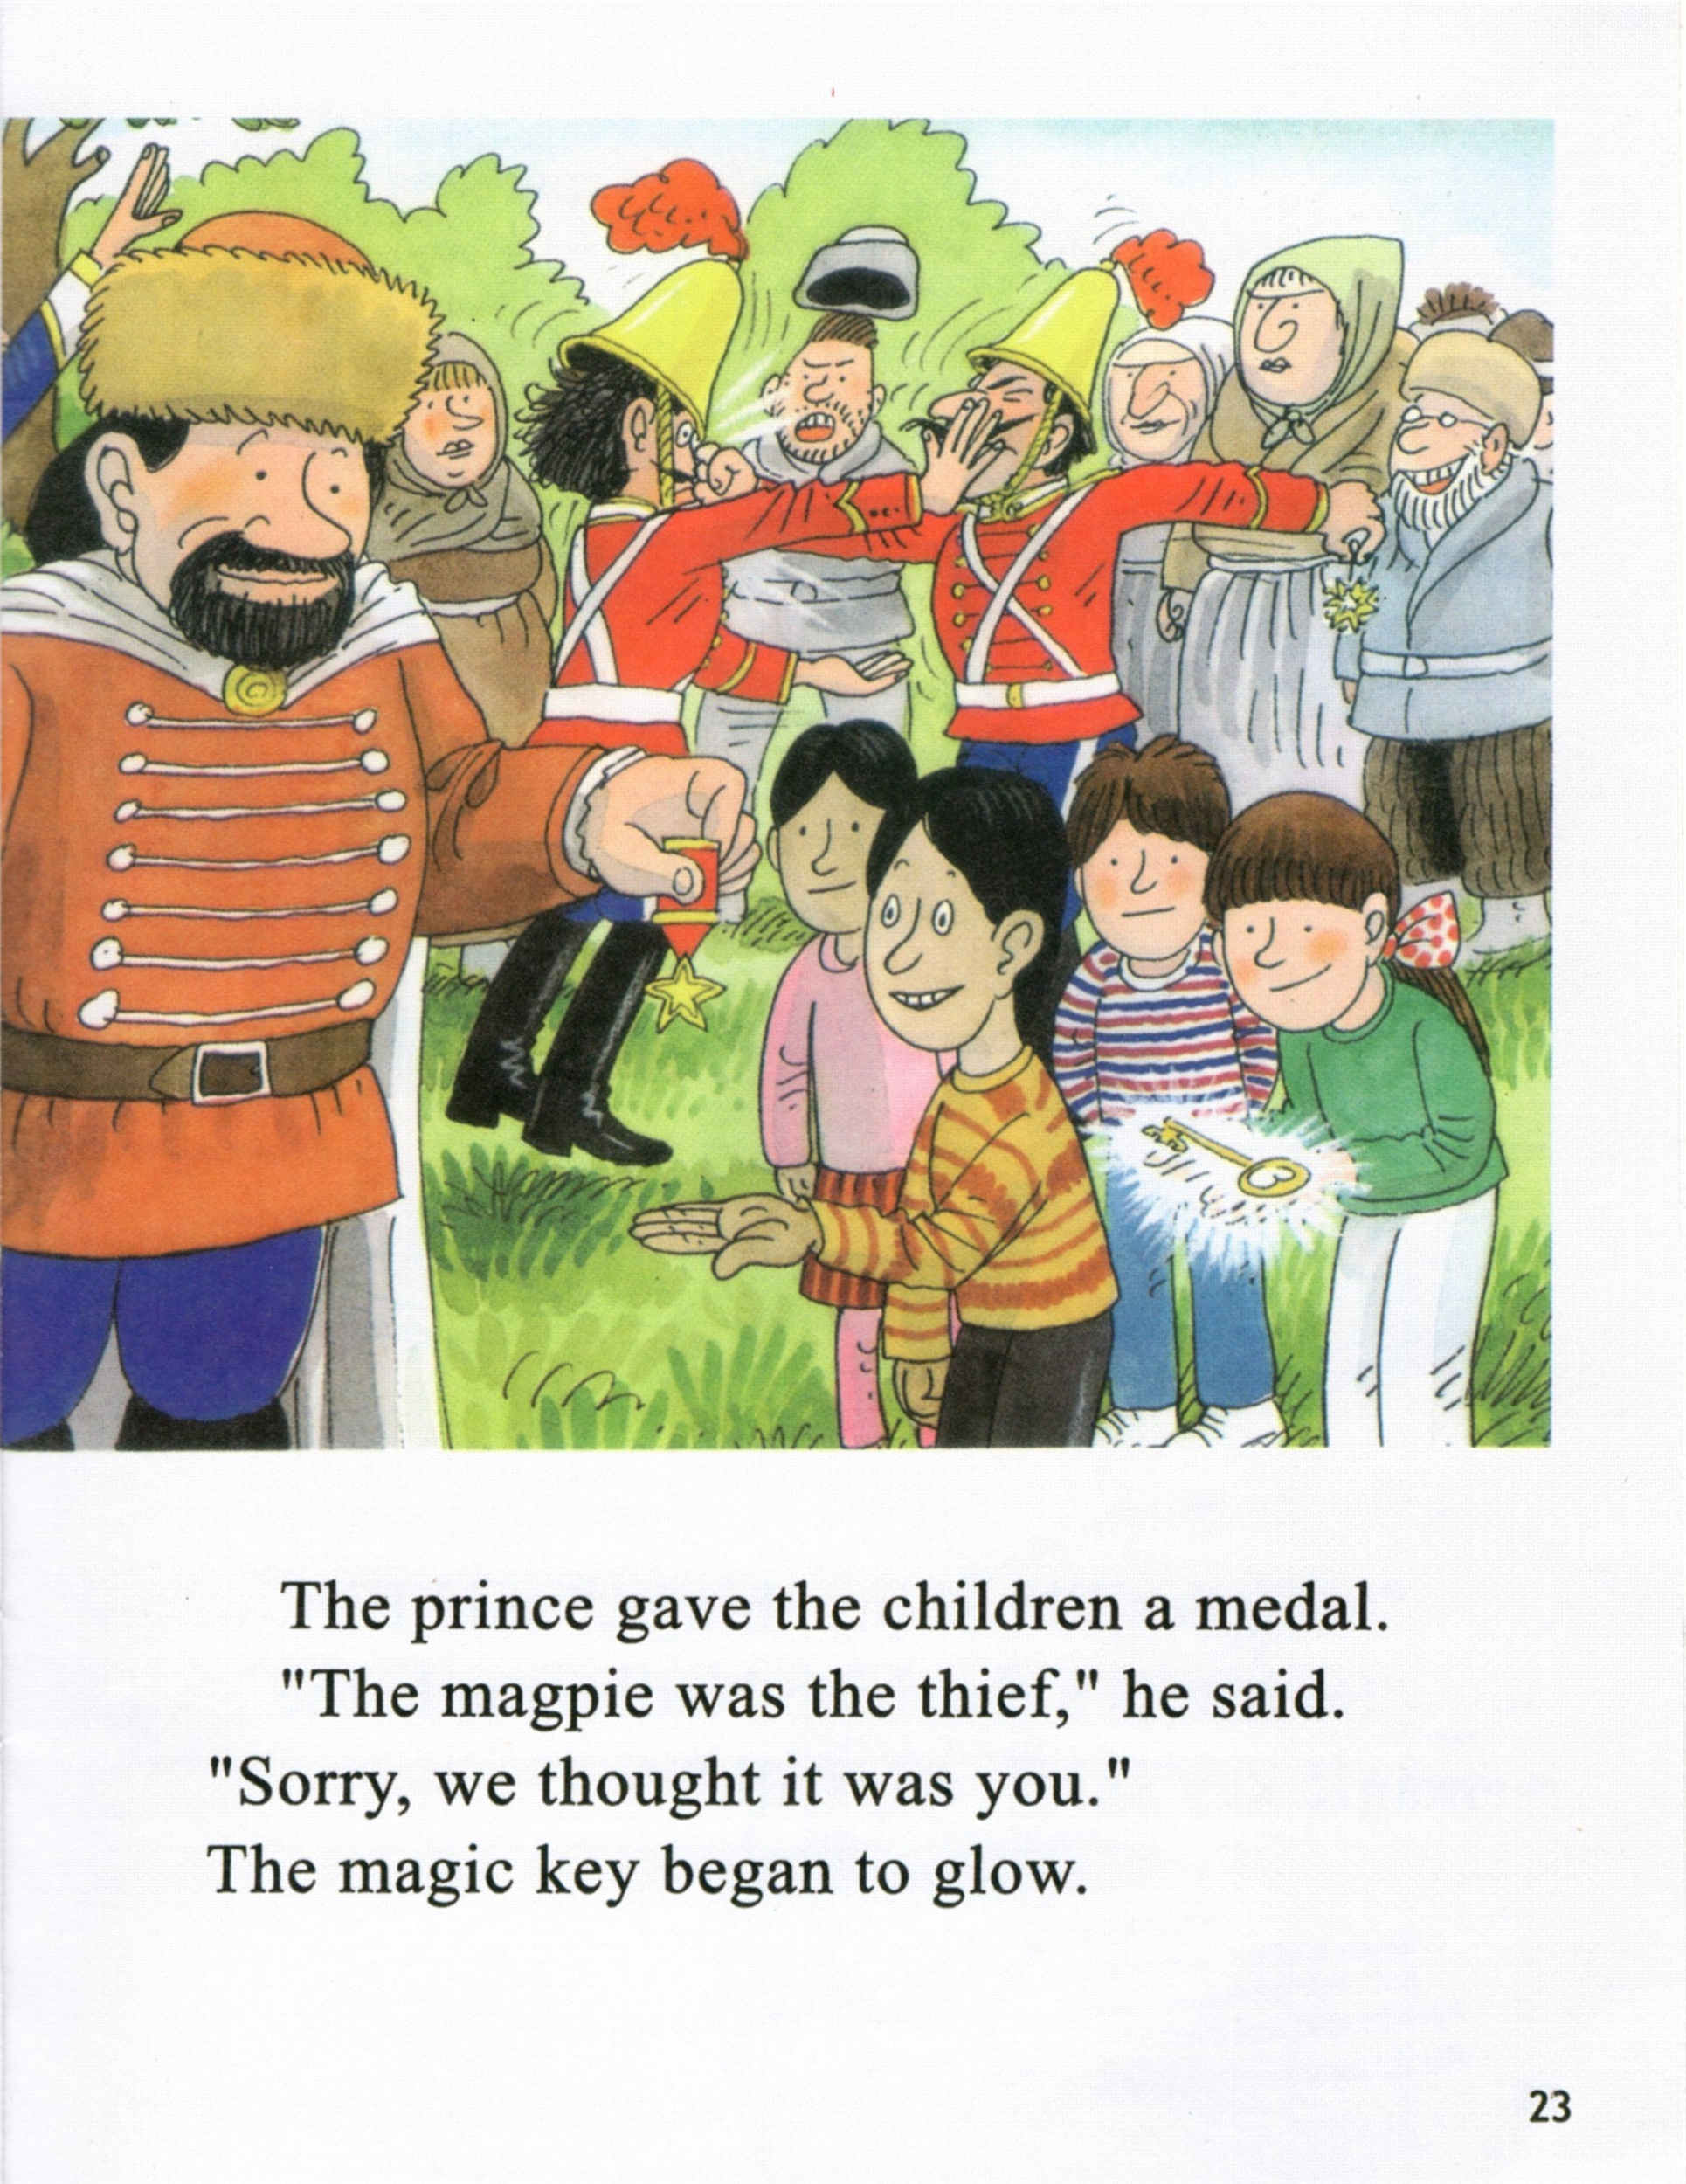 The prince gave the children a medal.
"The magpie was the thief," he said.
"Sorry, we thought it was you."
The magic key began to glow.
23